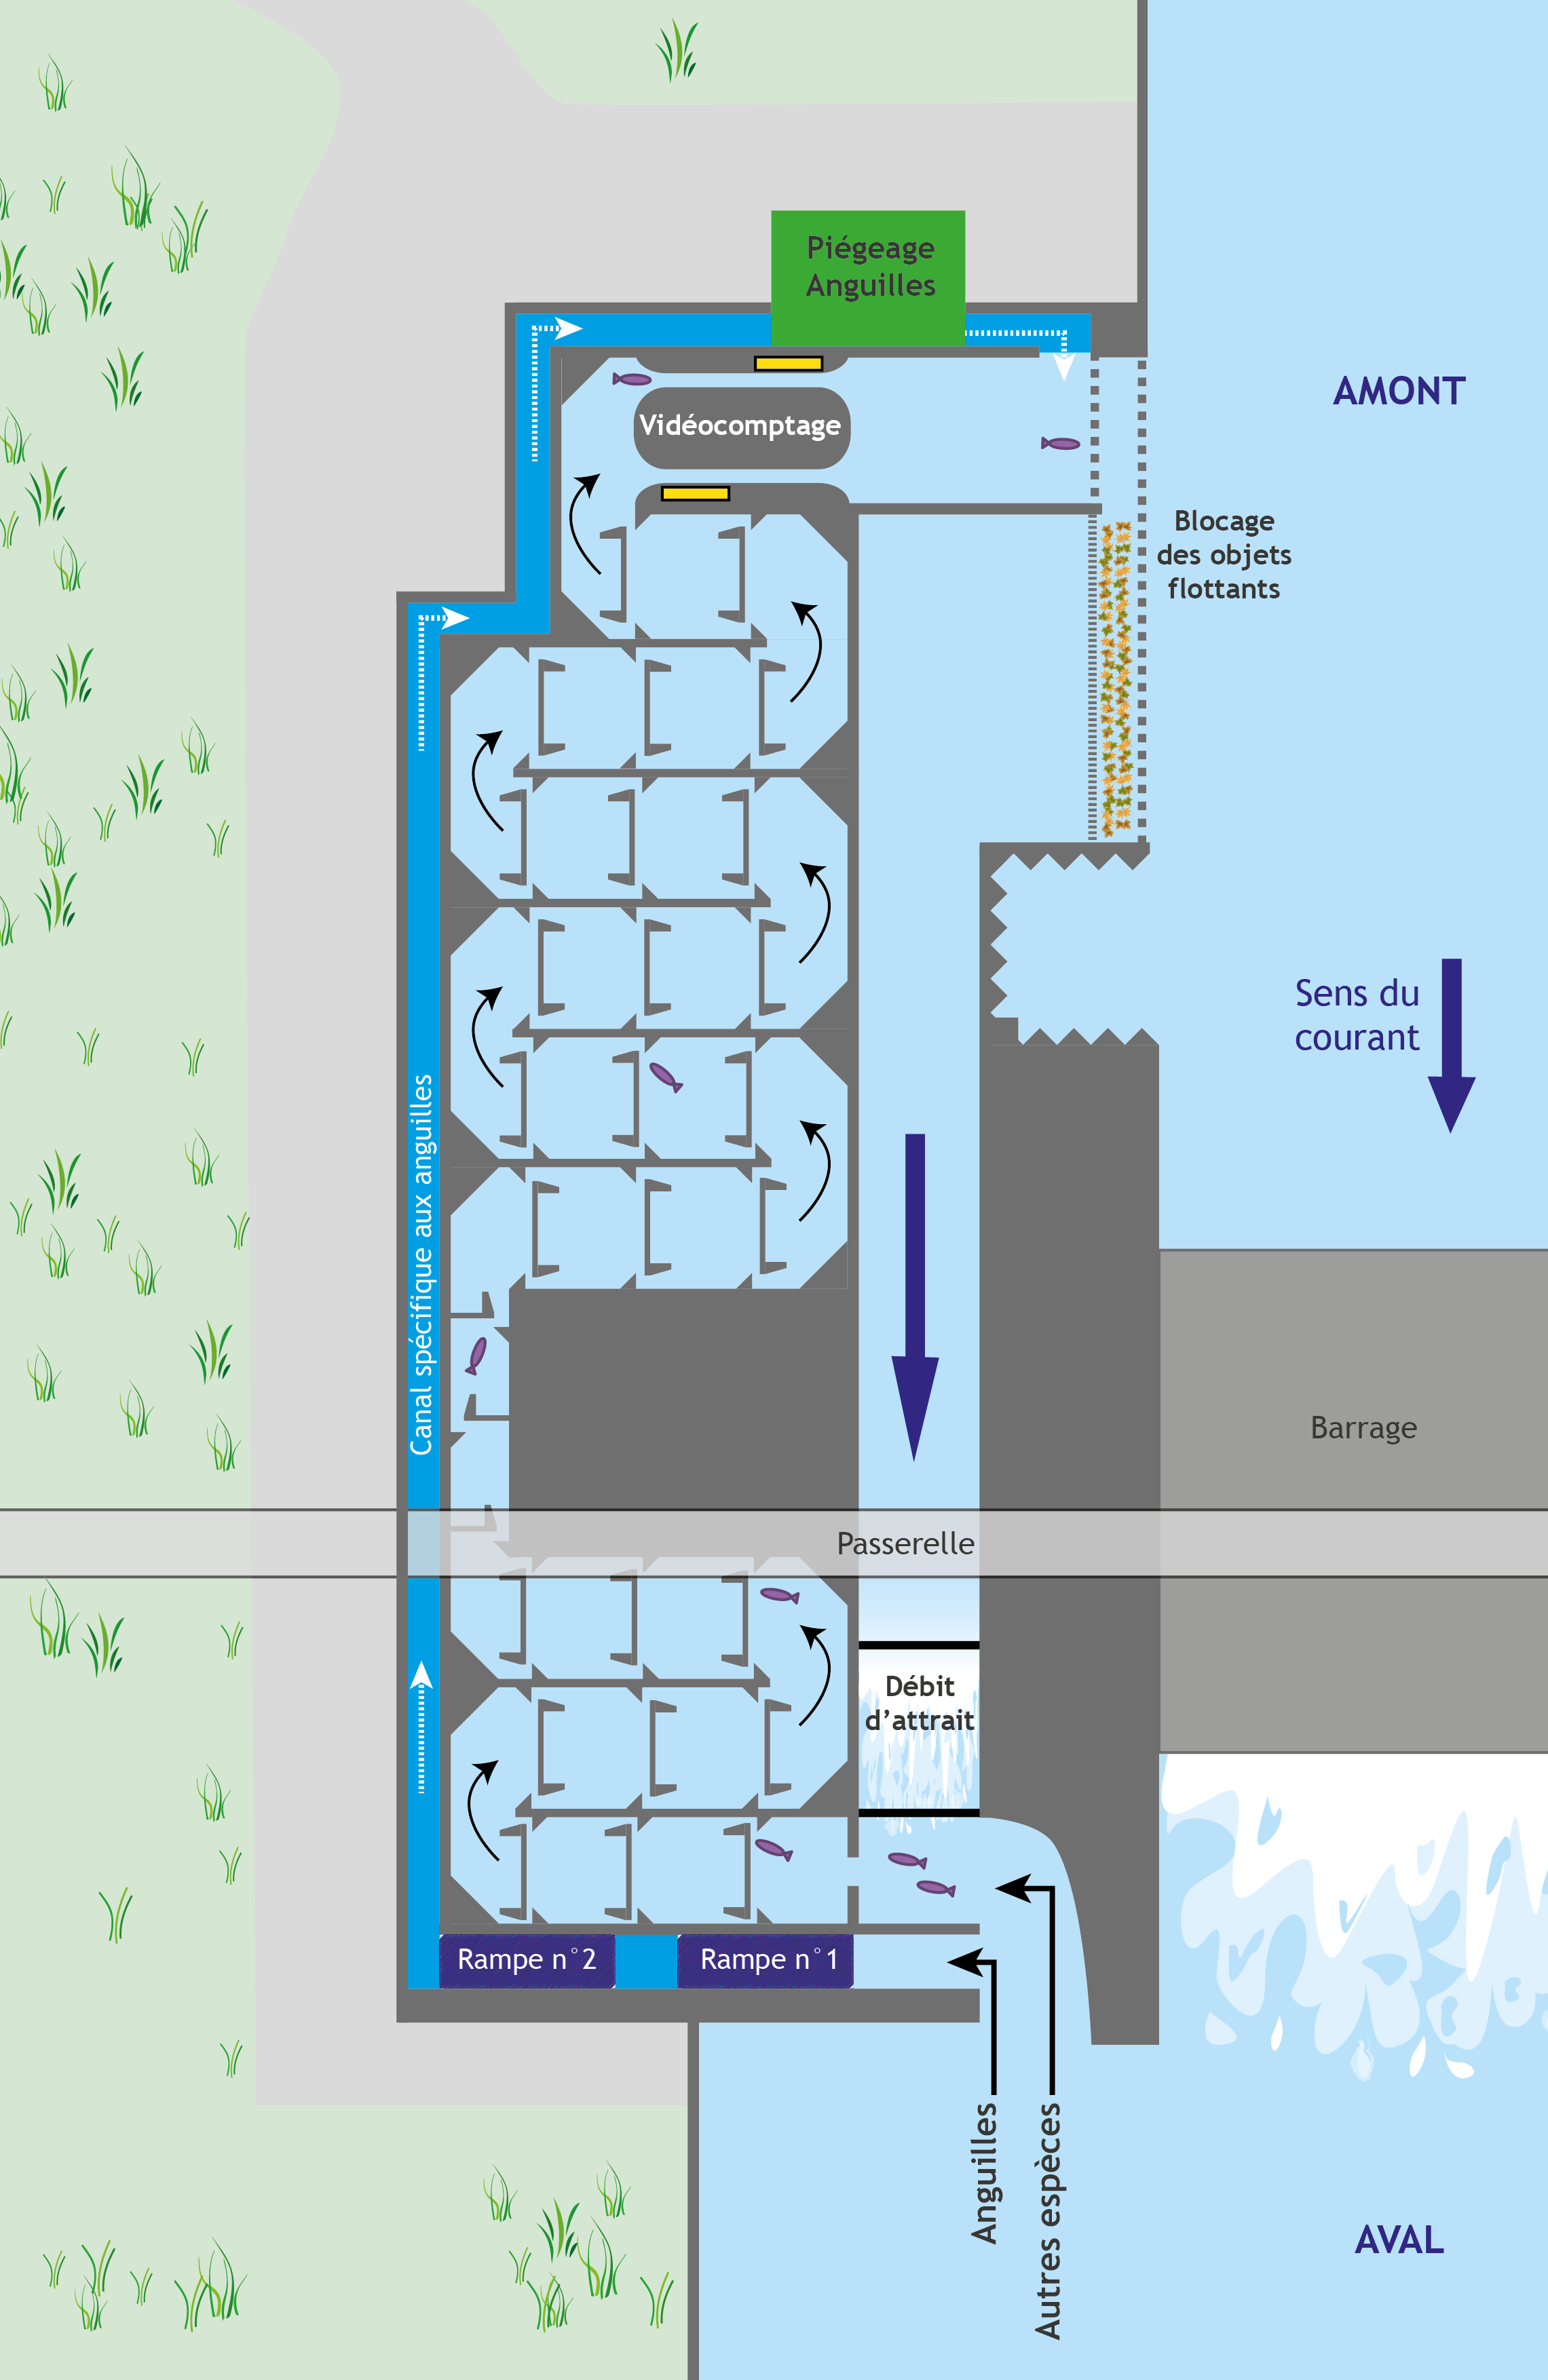 Piégeage
Anguilles
AMONT
Vidéocomptage
Blocage
des objets
flottants
Sens du
courant
Canal spécifique aux anguilles
Barrage
Passerelle
Débit
d’attrait
Rampe n°2
Rampe n°1
Anguilles
Autres espèces
AVAL